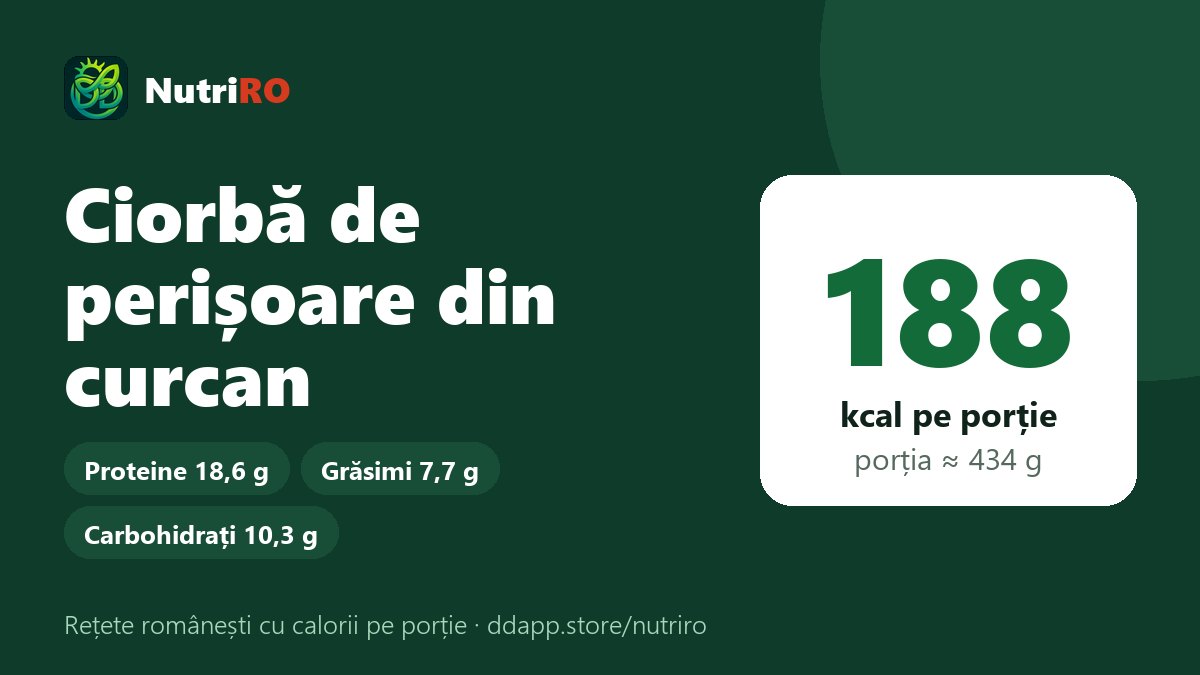 NutriRO
Ciorbă de
perișoare din
curcan
Proteine 18,6 g
Grăsimi 7,7 g
Carbohidrați 10,3 g
188
kcal pe porție
porția ≈ 434 g
Rețete românești cu calorii pe porție · ddapp.store/nutriro